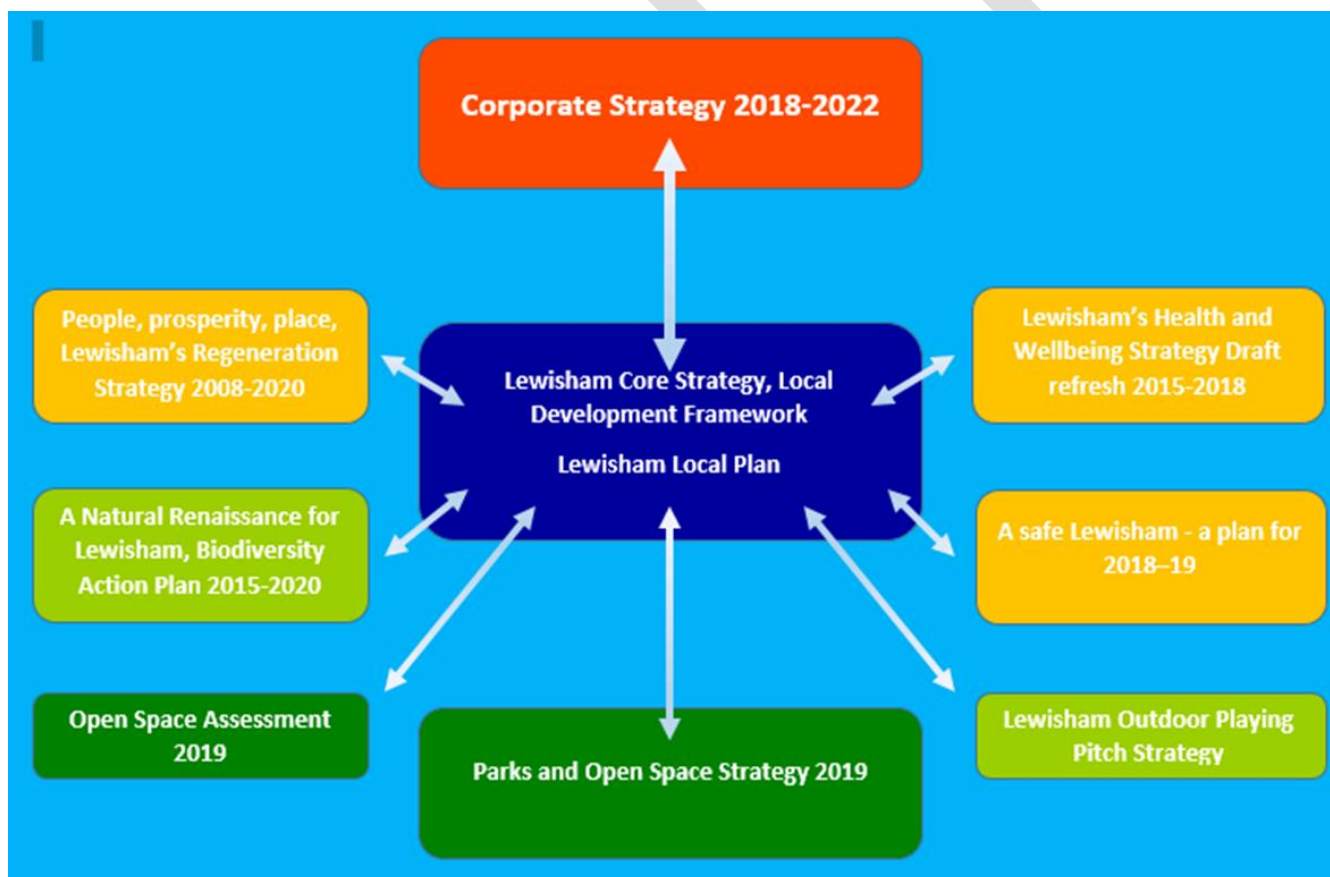 Corporate Strategy 2018-2022
People, prosperity, place,
Lewisham's Regeneration
Strategy 2008-2020
Lewisham Core Strategy, Local
Development Framework
Lewisham Local Plan
Lewisham's Health and
Wellbeing Strategy Draft
refresh 2015-2018
A Natural Renaissance for
Lewisham, Biodiversity
Action Plan 2015-2020
A safe Lewisham - a plan for
2018–19
Open Space Assessment
2019
Parks and Open Space Strategy 2019
Lewisham Outdoor Playing
Pitch Strategy